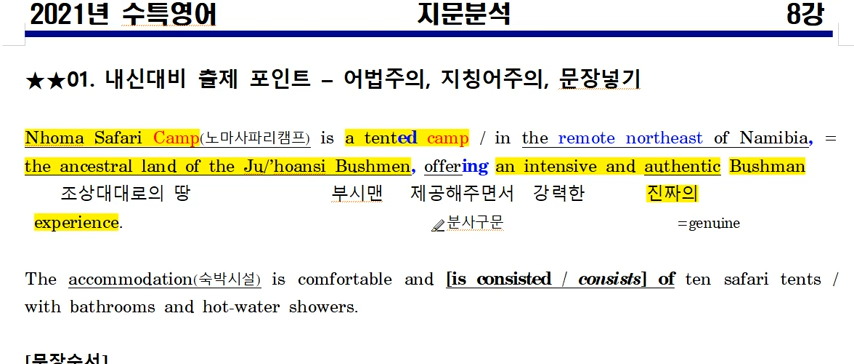 2021년 수특영어 지문분석 8강
★★01. 내신대비 출제 포인트 – 어법주의, 지칭어주의, 문장넣기
Nhoma Safari Camp(노마사파리캠프) is a tented camp / in the remote northeast of Namibia, =
the ancestral land of the Ju/'hoansi Bushmen, offering an intensive and authentic Bushman
조상대대로의 땅 부시맨 제공해주면서 강력한 진짜의
experience. 분사구문 =genuine
The accommodation(숙박시설) is comfortable and [is consisted / consists] of ten safari tents /
with bathrooms and hot-water showers.
[문장순서]